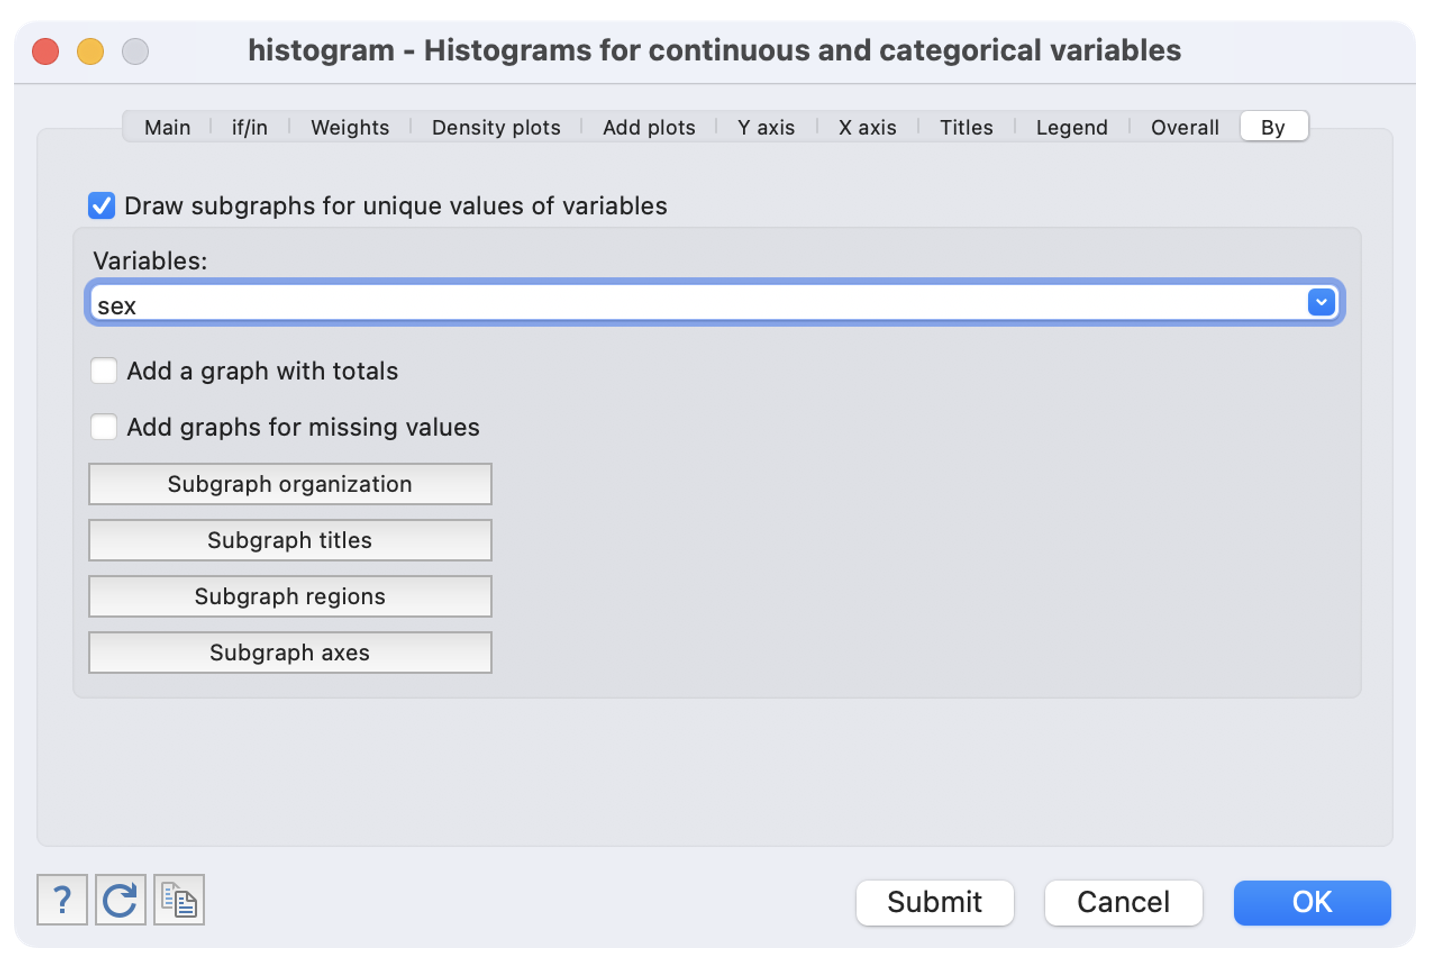 histogram - Histograms for continuous and categorical variables
Main if/in Weights Density plots Add plots Y axis X axis Titles Legend Overall By
Draw subgraphs for unique values of variables
Variables:
sex
Add a graph with totals
Add graphs for missing values
Subgraph organization
Subgraph titles
Subgraph regions
Subgraph axes
? Submit Cancel OK